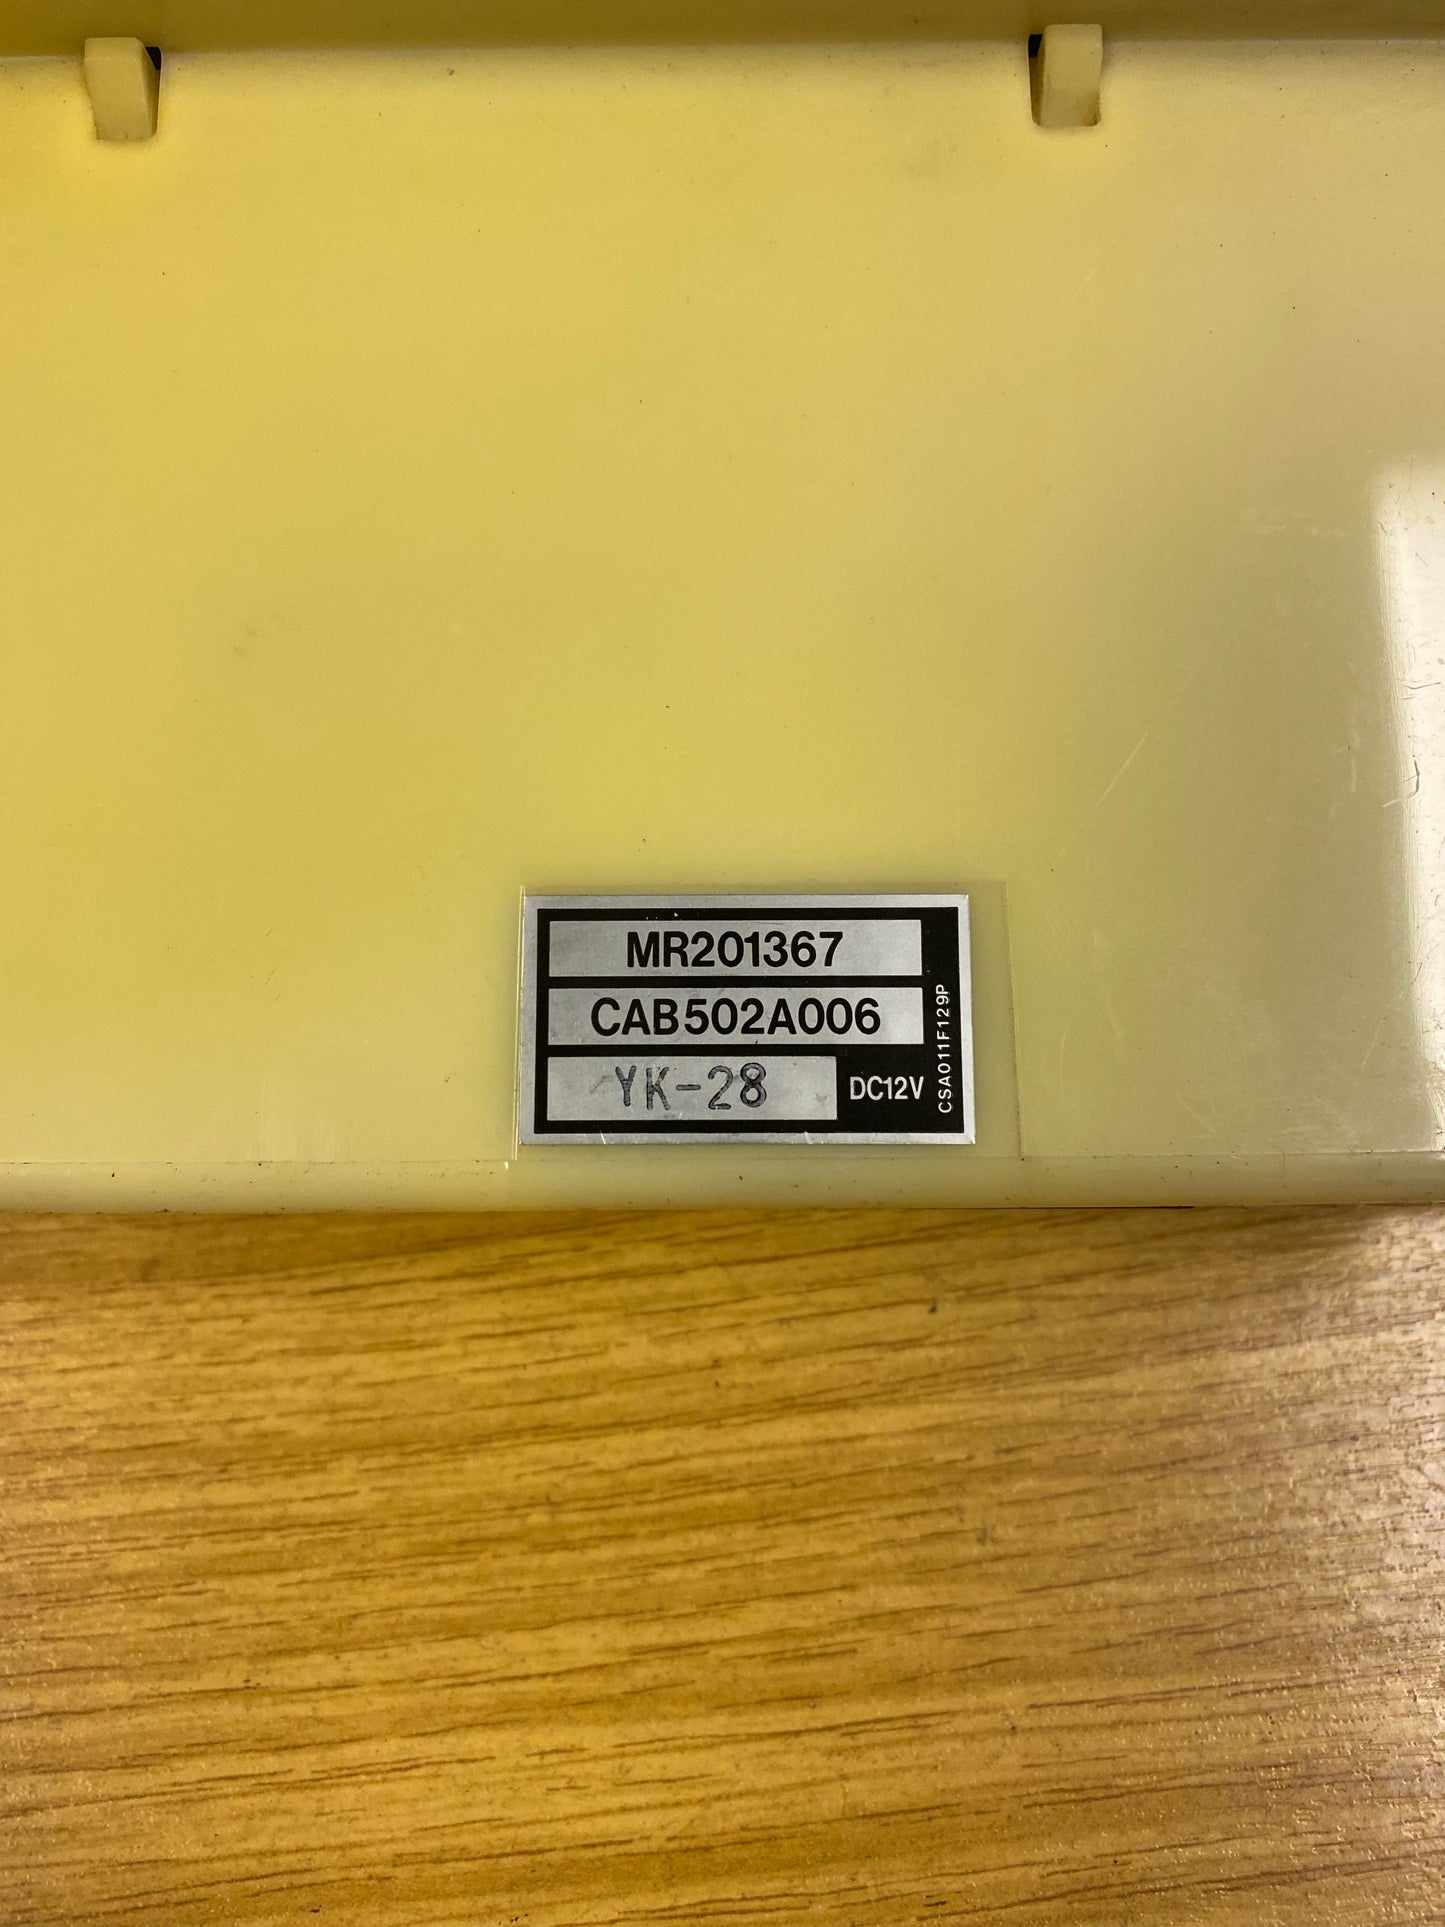 MR201367
CAB502A006
YK-28
DC12V
CSA011F129P